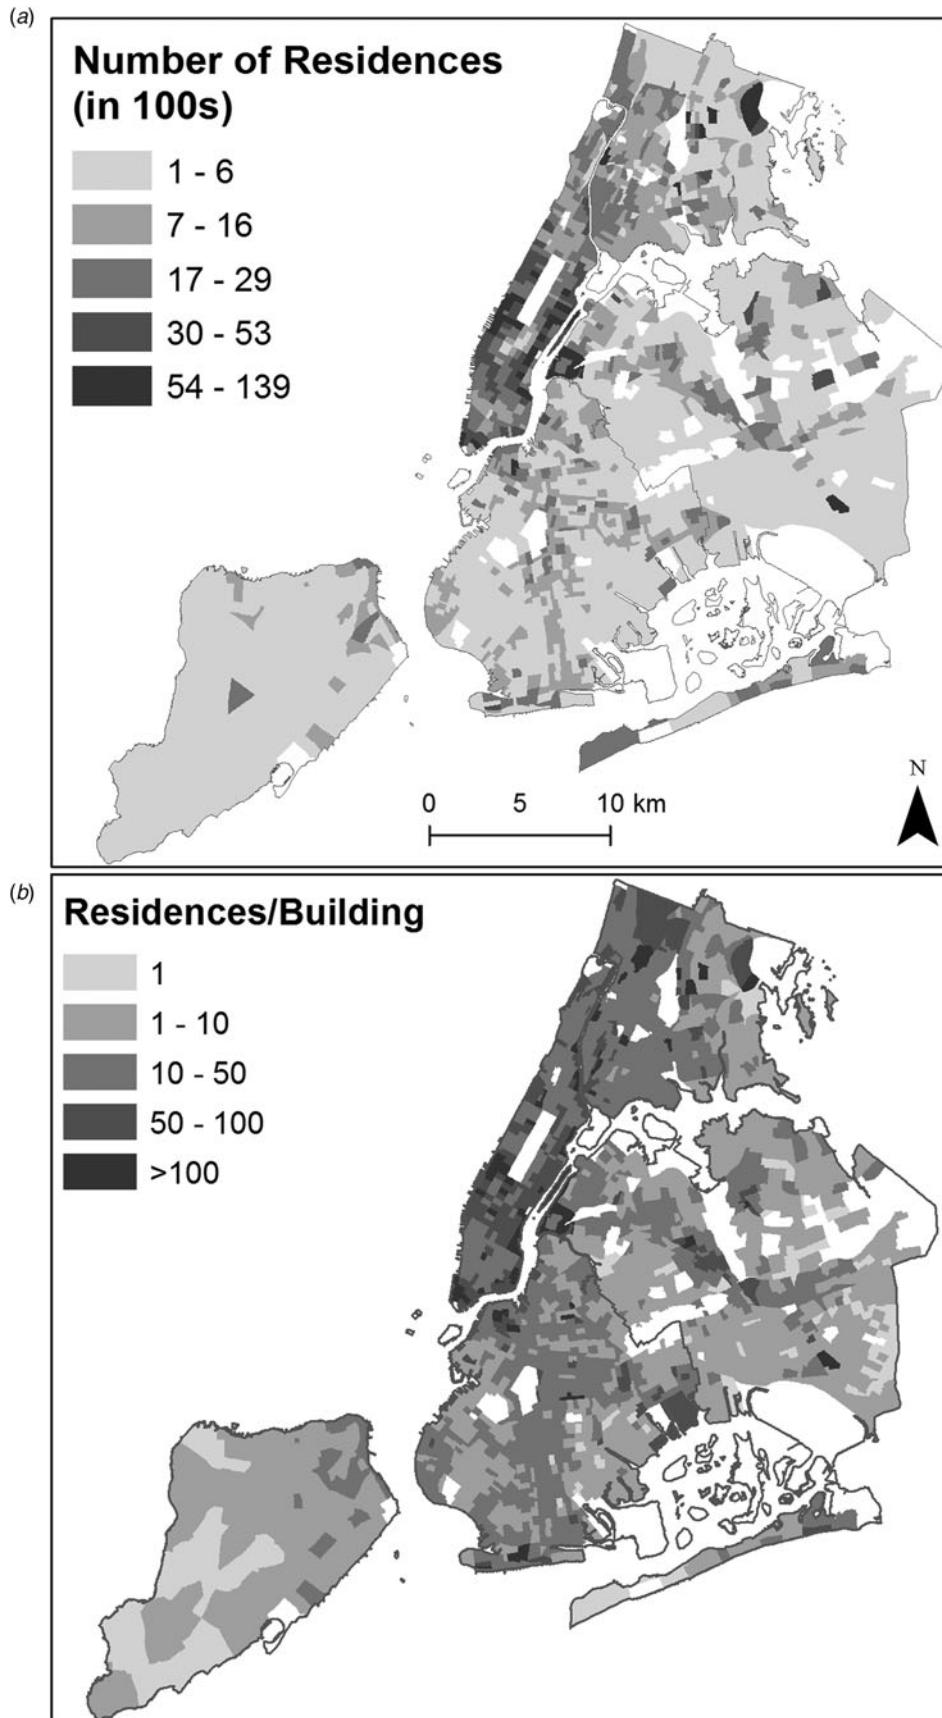 (a)
Number of Residences
(in 100s)
1 - 6
7 - 16
17 - 29
30 - 53
54 - 139
0 5 10 km
N
(b)
Residences/Building
1
1 - 10
10 - 50
50 - 100
>100